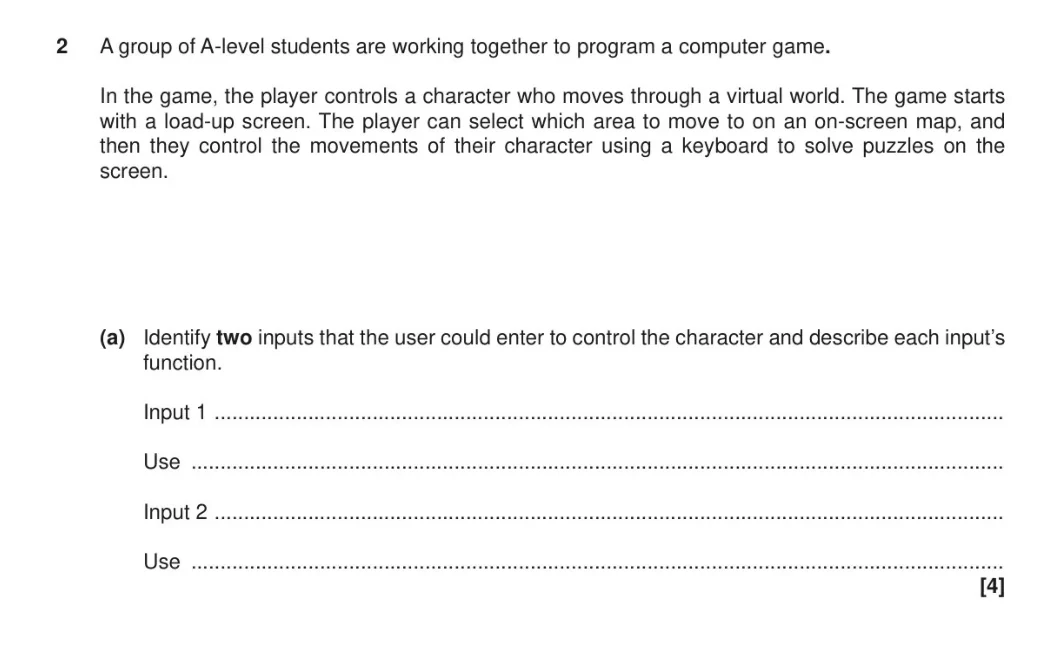 2 A group of A-level students are working together to program a computer game.
In the game, the player controls a character who moves through a virtual world. The game starts
with a load-up screen. The player can select which area to move to on an on-screen map, and
then they control the movements of their character using a keyboard to solve puzzles on the
screen.
(a) Identify two inputs that the user could enter to control the character and describe each input's
function.
Input 1 ........................................................................................................................................
Use ............................................................................................................................................
Input 2 ........................................................................................................................................
Use ............................................................................................................................................
[4]